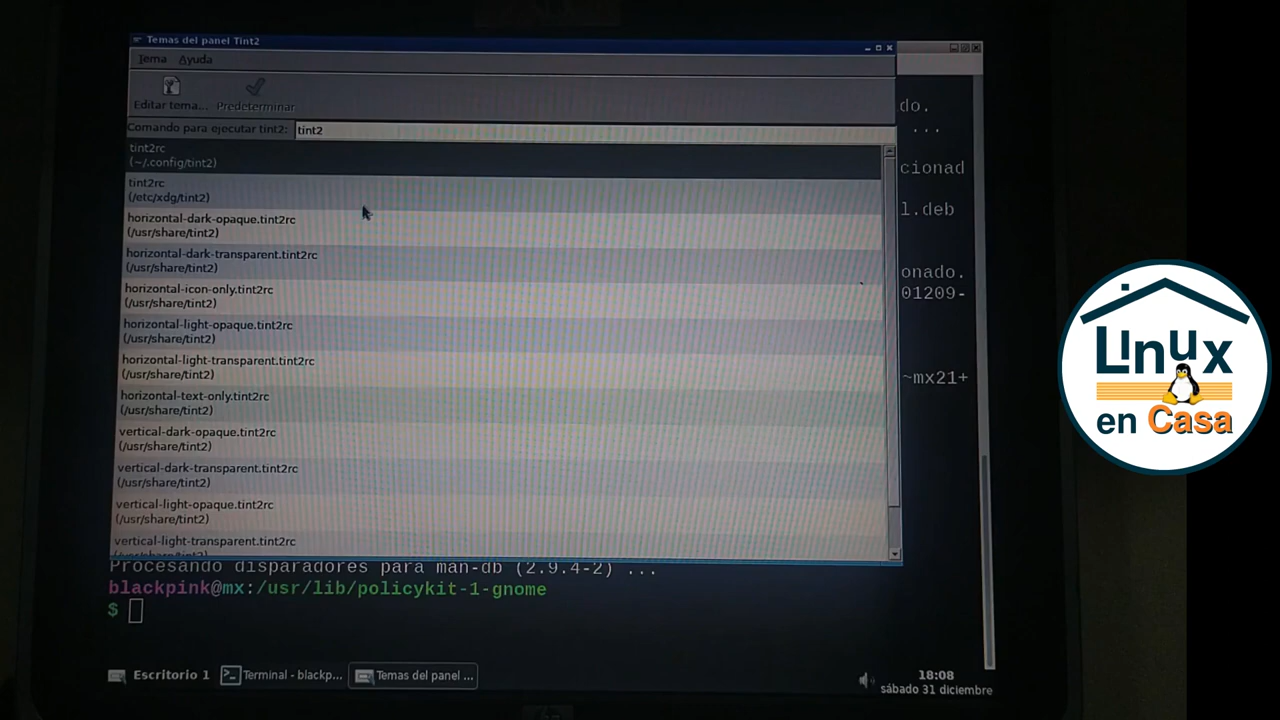 Temas del panel Tint2
Tema Ayuda
Editar tema... Predeterminar
Comando para ejecutar tint2: tint2
tint2rc
(~/.config/tint2)
tint2rc
(/etc/xdg/tint2)
horizontal-dark-opaque.tint2rc
(/usr/share/tint2)
horizontal-dark-transparent.tint2rc
(/usr/share/tint2)
horizontal-icon-only.tint2rc
(/usr/share/tint2)
horizontal-light-opaque.tint2rc
(/usr/share/tint2)
horizontal-light-transparent.tint2rc
(/usr/share/tint2)
horizontal-text-only.tint2rc
(/usr/share/tint2)
vertical-dark-opaque.tint2rc
(/usr/share/tint2)
vertical-dark-transparent.tint2rc
(/usr/share/tint2)
vertical-light-opaque.tint2rc
(/usr/share/tint2)
vertical-light-transparent.tint2rc
(/usr/share/tint2)
do.
...
cionad
l.deb
onado.
01209-
~mx21+
Procesando disparadores para man-db (2.9.4-2) ...
blackpink@mx:/usr/lib/policykit-1-gnome
$
Escritorio 1 Terminal - blackp... Temas del panel ... 18:08
sábado 31 diciembre
Linux
en Casa